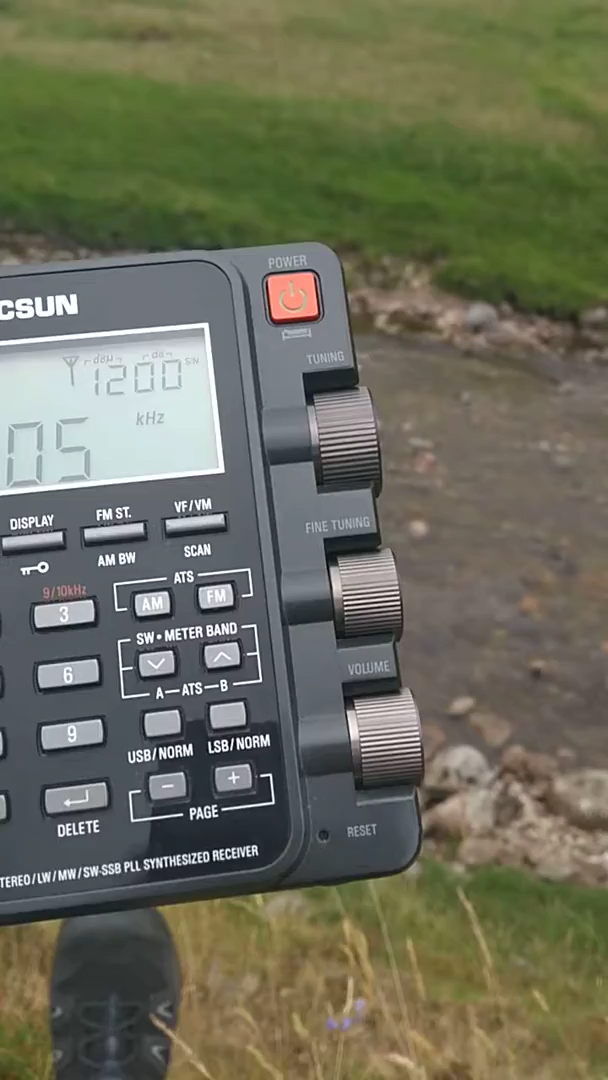 POWER
CSUN
TUNING
dBµ dB S/N
1200
kHz
05
FINE TUNING
DISPLAY FM ST. VF/VM
AM BW SCAN
9/10kHz
ATS
3 AM FM
SW•METER BAND
6
A—ATS—B
VOLUME
9
USB/NORM LSB/NORM
− +
DELETE PAGE
RESET
TEREO/LW/MW/SW-SSB PLL SYNTHESIZED RECEIVER